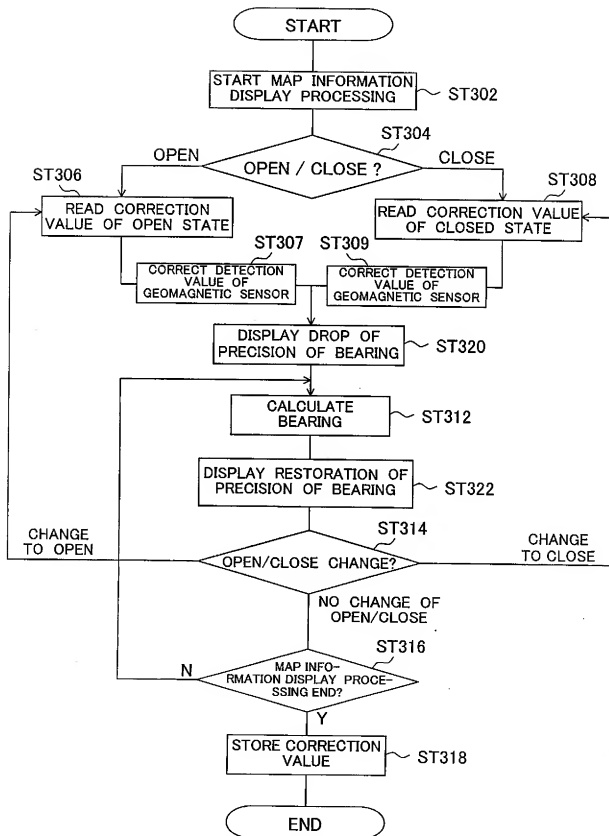 START
START MAP INFORMATION
DISPLAY PROCESSING
ST302
ST304
OPEN
OPEN / CLOSE ?
CLOSE
ST306
READ CORRECTION
VALUE OF OPEN STATE
ST308
READ CORRECTION VALUE
OF CLOSED STATE
ST307
CORRECT DETECTION
VALUE OF
GEOMAGNETIC SENSOR
ST309
CORRECT DETECTION
VALUE OF
GEOMAGNETIC SENSOR
DISPLAY DROP OF
PRECISION OF BEARING
ST320
CALCULATE
BEARING
ST312
DISPLAY RESTORATION OF
PRECISION OF BEARING
ST322
ST314
CHANGE
TO OPEN
OPEN/CLOSE CHANGE?
CHANGE
TO CLOSE
NO CHANGE OF
OPEN/CLOSE
ST316
N
MAP INFO-
RMATION DISPLAY PROCE-
SSING END?
Y
STORE CORRECTION
VALUE
ST318
END